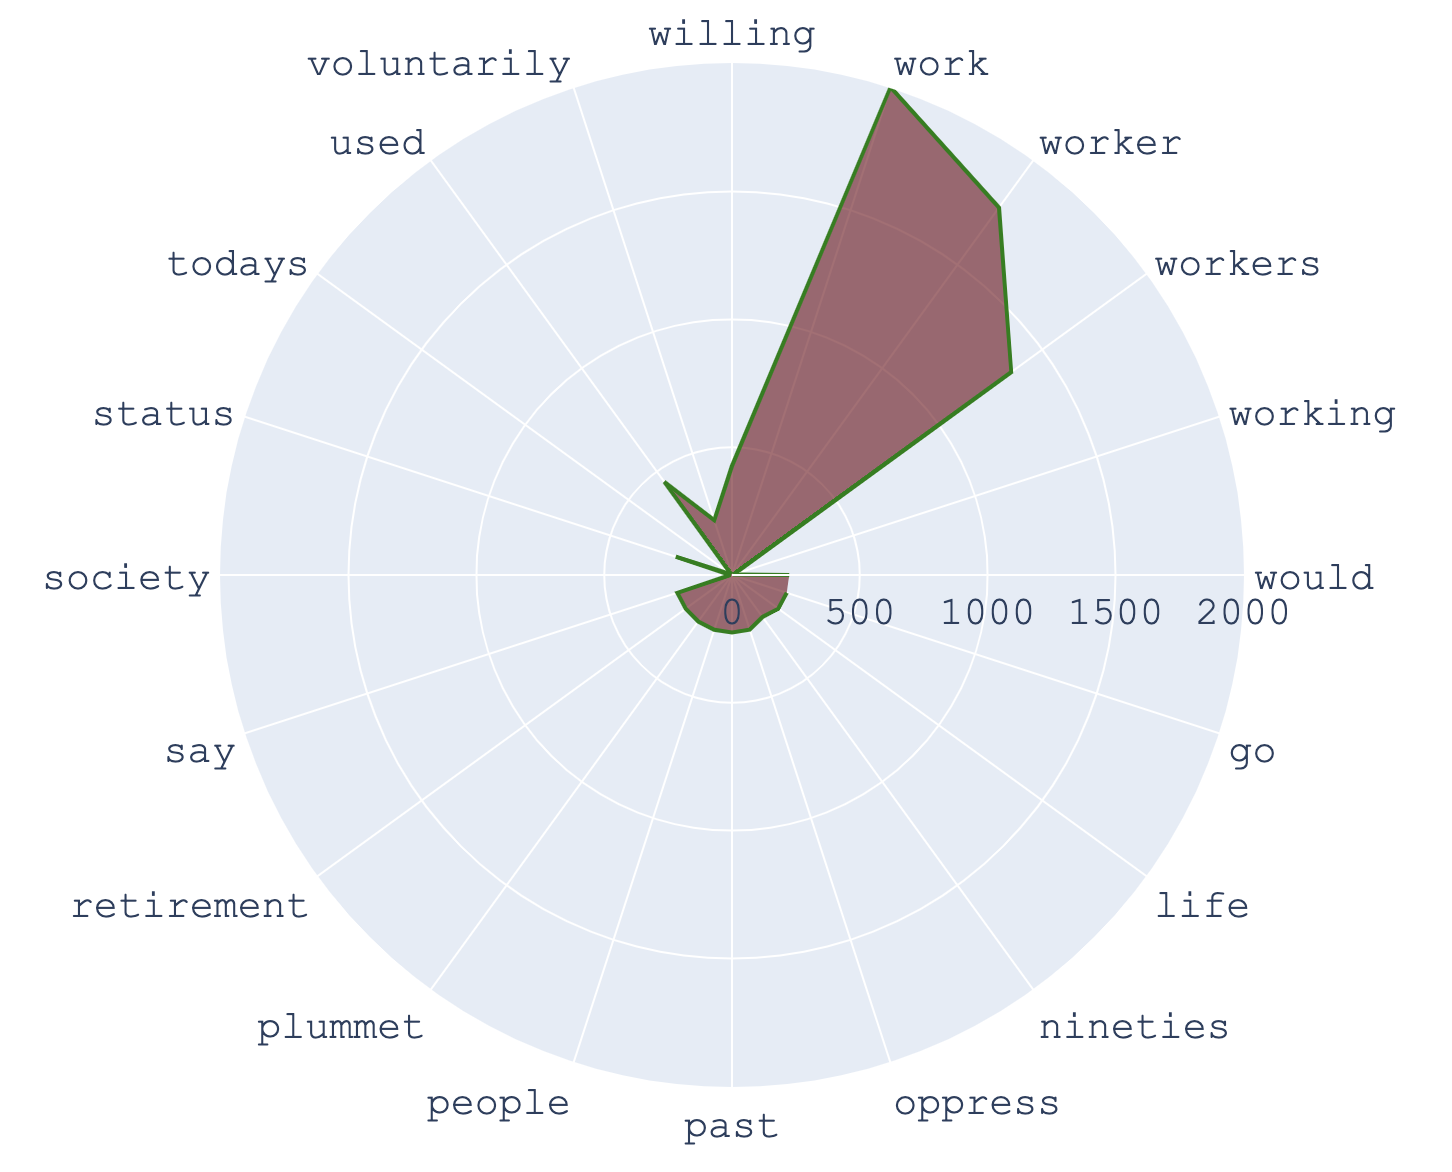 willing
voluntarily
work
used
worker
todays
workers
status
working
society
would
0 500 1000 1500 2000
say
go
retirement
life
plummet
nineties
people
oppress
past